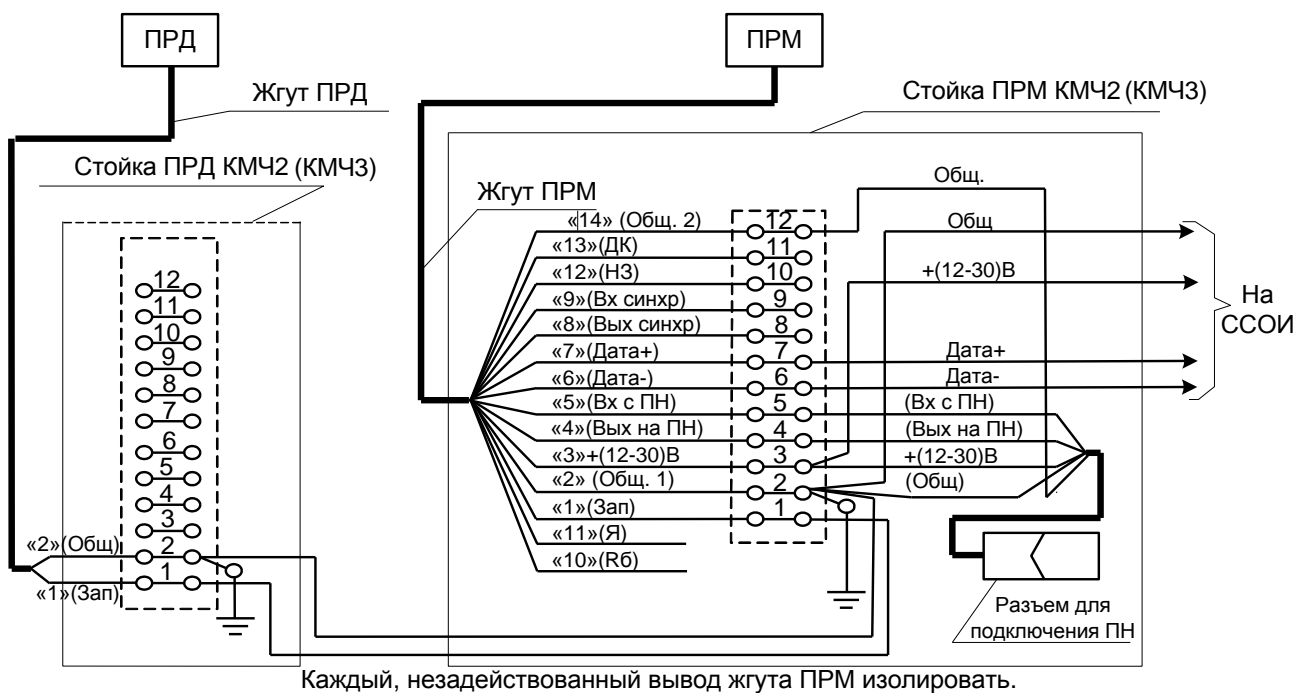 ПРД
ПРМ
Жгут ПРД
Стойка ПРМ КМЧ2 (КМЧ3)
Стойка ПРД КМЧ2 (КМЧ3)
Жгут ПРМ
12
11
10
9
8
7
6
5
4
3
2
1
«2»(Общ)
«1»(Зап)
«14» (Общ. 2)
«13»(ДК)
«12»(НЗ)
«9»(Вх синхр)
«8»(Вых синхр)
«7»(Дата+)
«6»(Дата-)
«5»(Вх с ПН)
«4»(Вых на ПН)
«3»+(12-30)В
«2» (Общ. 1)
«1»(Зап)
«11»(Я)
«10»(Rб)
12
11
10
9
8
7
6
5
4
3
2
1
Общ.
Общ
+(12-30)В
Дата+
Дата-
(Вх с ПН)
(Вых на ПН)
+(12-30)В
(Общ)
На
ССОИ
Разъем для
подключения ПН
Каждый, незадействованный вывод жгута ПРМ изолировать.